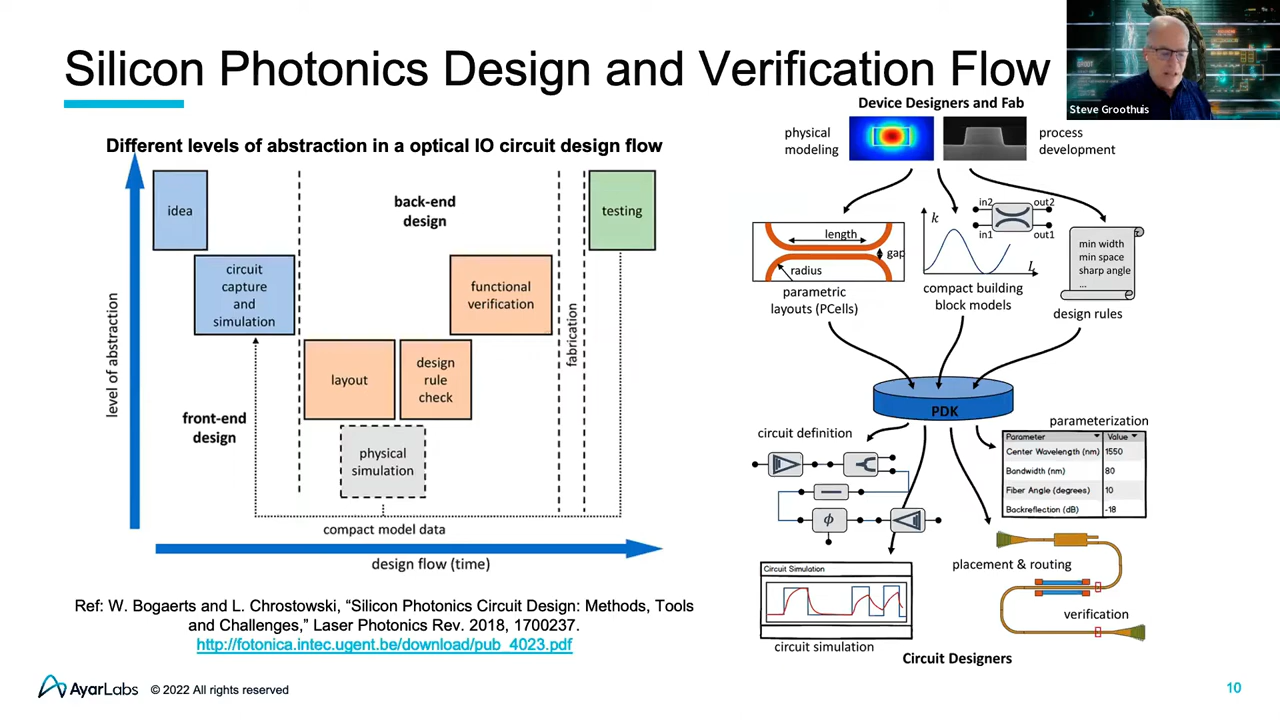 Silicon Photonics Design and Verification Flow
Steve Groothuis
Different levels of abstraction in a optical IO circuit design flow
level of abstraction
idea
circuit
capture
and
simulation
front-end
design
back-end
design
layout
design
rule
check
physical
simulation
functional
verification
fabrication
testing
compact model data
design flow (time)
Ref: W. Bogaerts and L. Chrostowski, “Silicon Photonics Circuit Design: Methods, Tools
and Challenges,” Laser Photonics Rev. 2018, 1700237.
http://fotonica.intec.ugent.be/download/pub_4023.pdf
Device Designers and Fab
physical
modeling
process
development
length
gap
radius
parametric
layouts (PCells)
k
L
in2
out2
in1
out1
compact building
block models
min width
min space
sharp angle
...
design rules
PDK
circuit definition
ϕ
parameterization
Parameter Value
Center Wavelength (nm) 1550
Bandwidth (nm) 80
Fiber Angle (degrees) 10
Backreflection (dB) -18
Circuit Simulation
circuit simulation
placement & routing
verification
Circuit Designers
AyarLabs
© 2022 All rights reserved
10